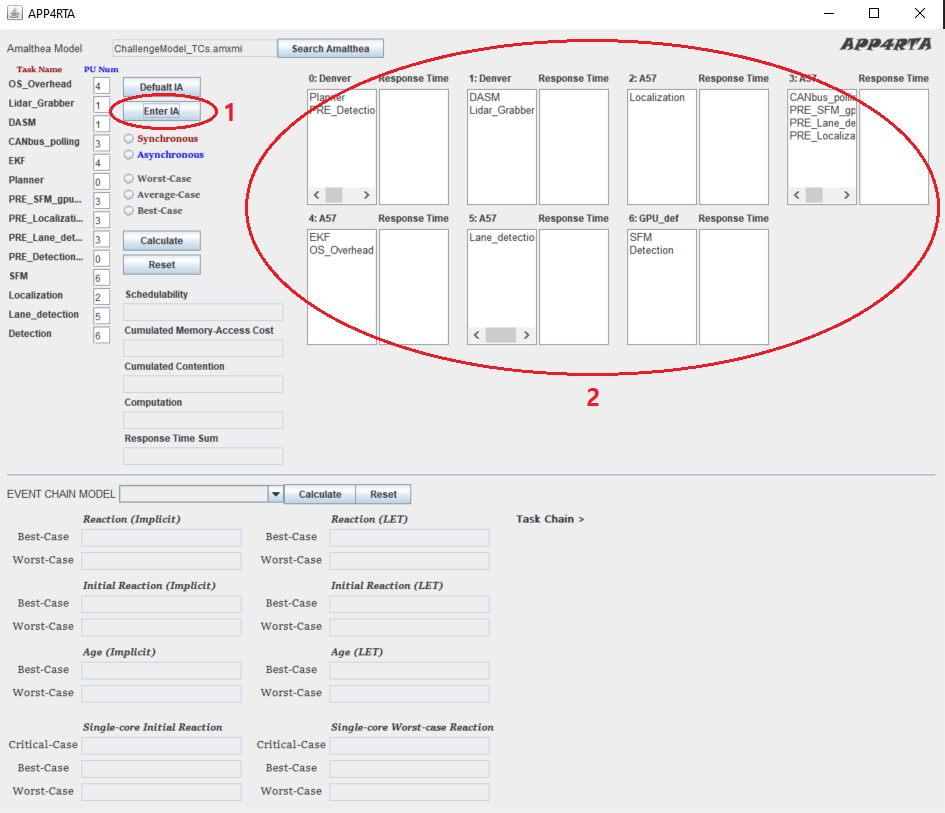 APP4RTA
Amalthea Model ChallengeModel_TCs.amxmi Search Amalthea APP4RTA
Task Name PU Num
OS_Overhead 4
Lidar_Grabber 1
DASM 1
CANbus_polling 3
EKF 4
Planner 0
PRE_SFM_gpu... 3
PRE_Localizati... 3
PRE_Lane_det... 3
PRE_Detection... 0
SFM 6
Localization 2
Lane_detection 5
Detection 6
Defualt IA
Enter IA 1
Synchronous
Asynchronous
Worst-Case
Average-Case
Best-Case
Calculate
Reset
Schedulability
Cumulated Memory-Access Cost
Cumulated Contention
Computation
Response Time Sum
0: Denver Response Time 1: Denver Response Time 2: A57 Response Time 3: A57 Response Time
Planner
PRE_Detectio
DASM
Lidar_Grabber
Localization
CANbus_polli
PRE_SFM_gp
PRE_Lane_de
PRE_Localiza
4: A57 Response Time 5: A57 Response Time 6: GPU_def Response Time
EKF
OS_Overhead
Lane_detectio
SFM
Detection
2
EVENT CHAIN MODEL Calculate Reset
Reaction (Implicit) Reaction (LET) Task Chain >
Best-Case Best-Case
Worst-Case Worst-Case
Initial Reaction (Implicit) Initial Reaction (LET)
Best-Case Best-Case
Worst-Case Worst-Case
Age (Implicit) Age (LET)
Best-Case Best-Case
Worst-Case Worst-Case
Single-core Initial Reaction Single-core Worst-case Reaction
Critical-Case Critical-Case
Best-Case Best-Case
Worst-Case Worst-Case